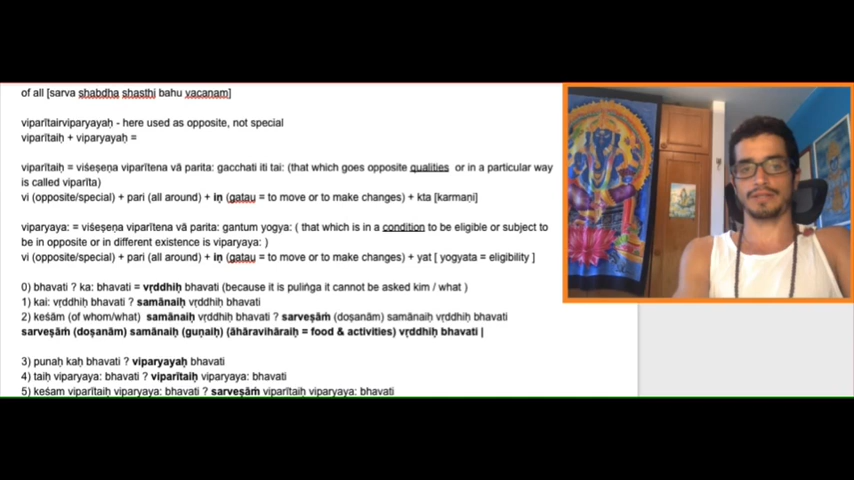 of all [sarva shabdha shasthi bahu vacanam]
viparītairviparyayaḥ - here used as opposite, not special
viparītaiḥ + viparyayaḥ =
viparītaiḥ = viśeṣeṇa viparītena vā parita: gacchati iti tai: (that which goes opposite qualities or in a particular way
is called viparīta)
vi (opposite/special) + pari (all around) + iṇ (gatau = to move or to make changes) + kta [karmaṇi]
viparyaya: = viśeṣeṇa viparītena vā parita: gantum yogya: ( that which is in a condition to be eligible or subject to
be in opposite or in different existence is viparyaya: )
vi (opposite/special) + pari (all around) + iṇ (gatau = to move or to make changes) + yat [ yogyata = eligibility ]
0) bhavati ? ka: bhavati = vṛddhiḥ bhavati (because it is puliṅga it cannot be asked kim / what )
1) kai: vṛddhiḥ bhavati ? samānaiḥ vṛddhiḥ bhavati
2) keśām (of whom/what) samānaiḥ vṛddhiḥ bhavati ? sarveṣāṁ (doṣanām) samānaiḥ vṛddhiḥ bhavati
sarveṣāṁ (doṣanām) samānaiḥ (guṇaiḥ) (āhāravihāraiḥ = food & activities) vṛddhiḥ bhavati |
3) punaḥ kaḥ bhavati ? viparyayaḥ bhavati
4) taiḥ viparyaya: bhavati ? viparītaiḥ viparyaya: bhavati
5) keśam viparītaiḥ viparyaya: bhavati ? sarveṣāṁ viparītaiḥ viparyaya: bhavati